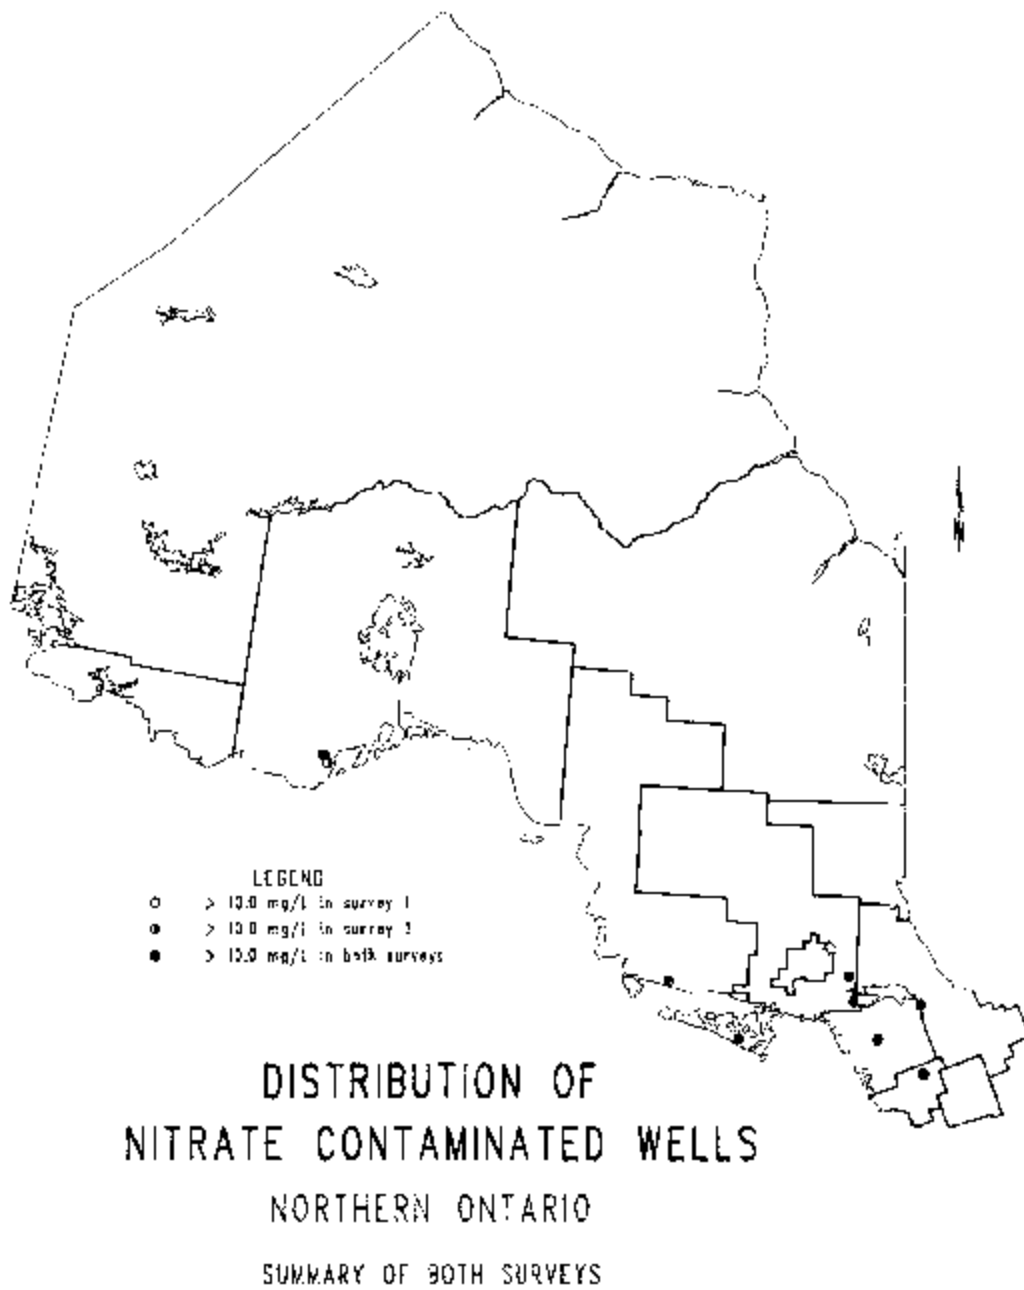 N
LEGEND
> 10.0 mg/L in survey 1
> 10.0 mg/L in survey 2
> 10.0 mg/L in both surveys
DISTRIBUTION OF
NITRATE CONTAMINATED WELLS
NORTHERN ONTARIO
SUMMARY OF BOTH SURVEYS